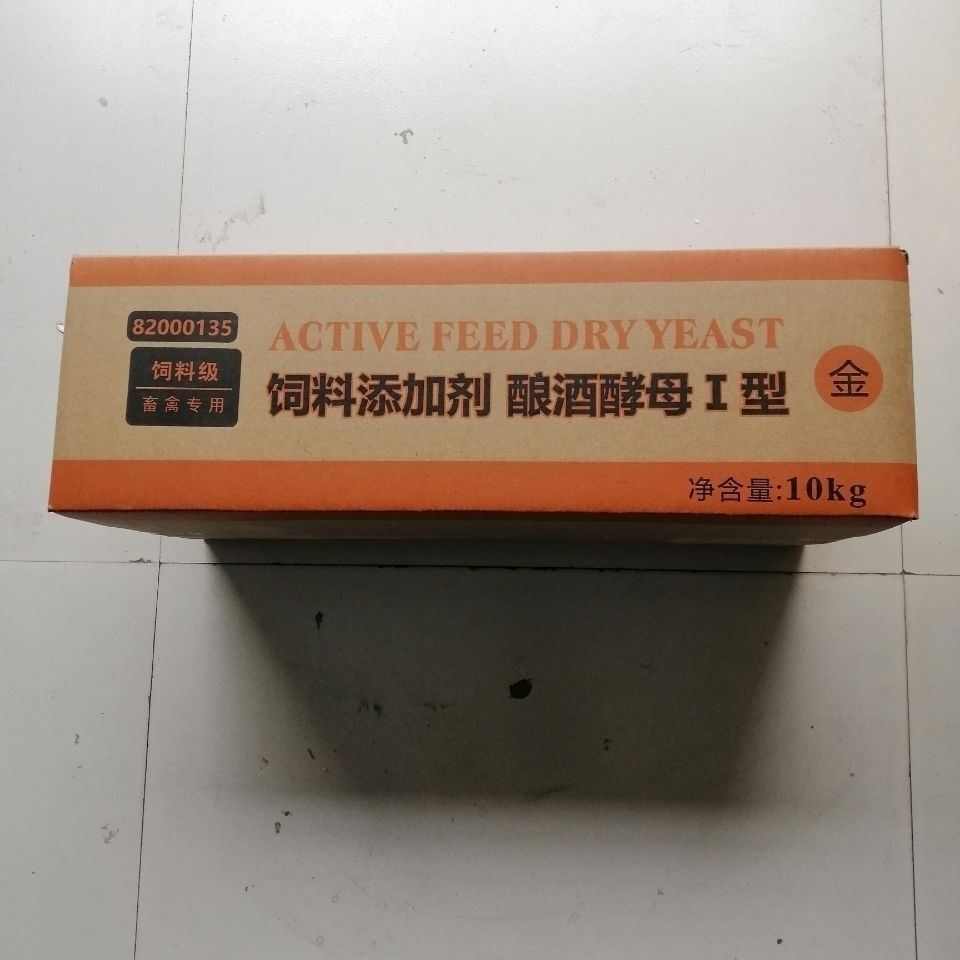 82000135
饲料级
畜禽专用
ACTIVE FEED DRY YEAST
饲料添加剂 酿酒酵母I型
金
净含量:10kg